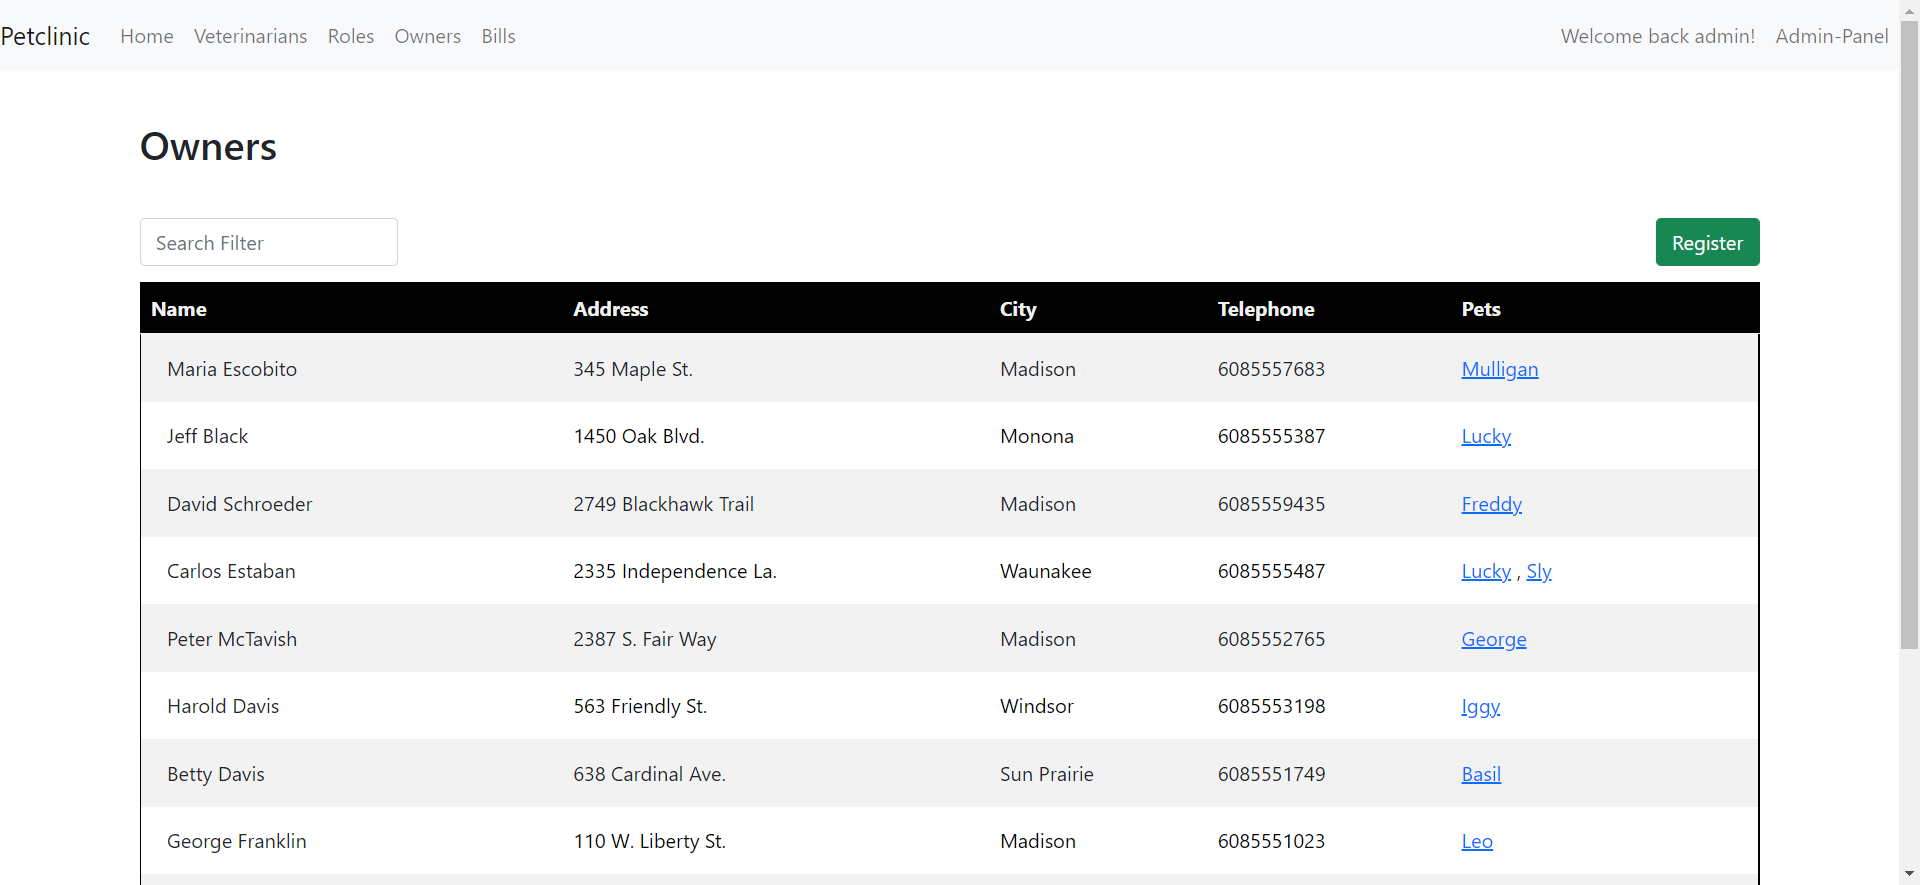 Petclinic Home Veterinarians Roles Owners Bills Welcome back admin! Admin-Panel
Owners
Search Filter Register
Name Address City Telephone Pets
Maria Escobito 345 Maple St. Madison 6085557683 Mulligan
Jeff Black 1450 Oak Blvd. Monona 6085555387 Lucky
David Schroeder 2749 Blackhawk Trail Madison 6085559435 Freddy
Carlos Estaban 2335 Independence La. Waunakee 6085555487 Lucky , Sly
Peter McTavish 2387 S. Fair Way Madison 6085552765 George
Harold Davis 563 Friendly St. Windsor 6085553198 Iggy
Betty Davis 638 Cardinal Ave. Sun Prairie 6085551749 Basil
George Franklin 110 W. Liberty St. Madison 6085551023 Leo